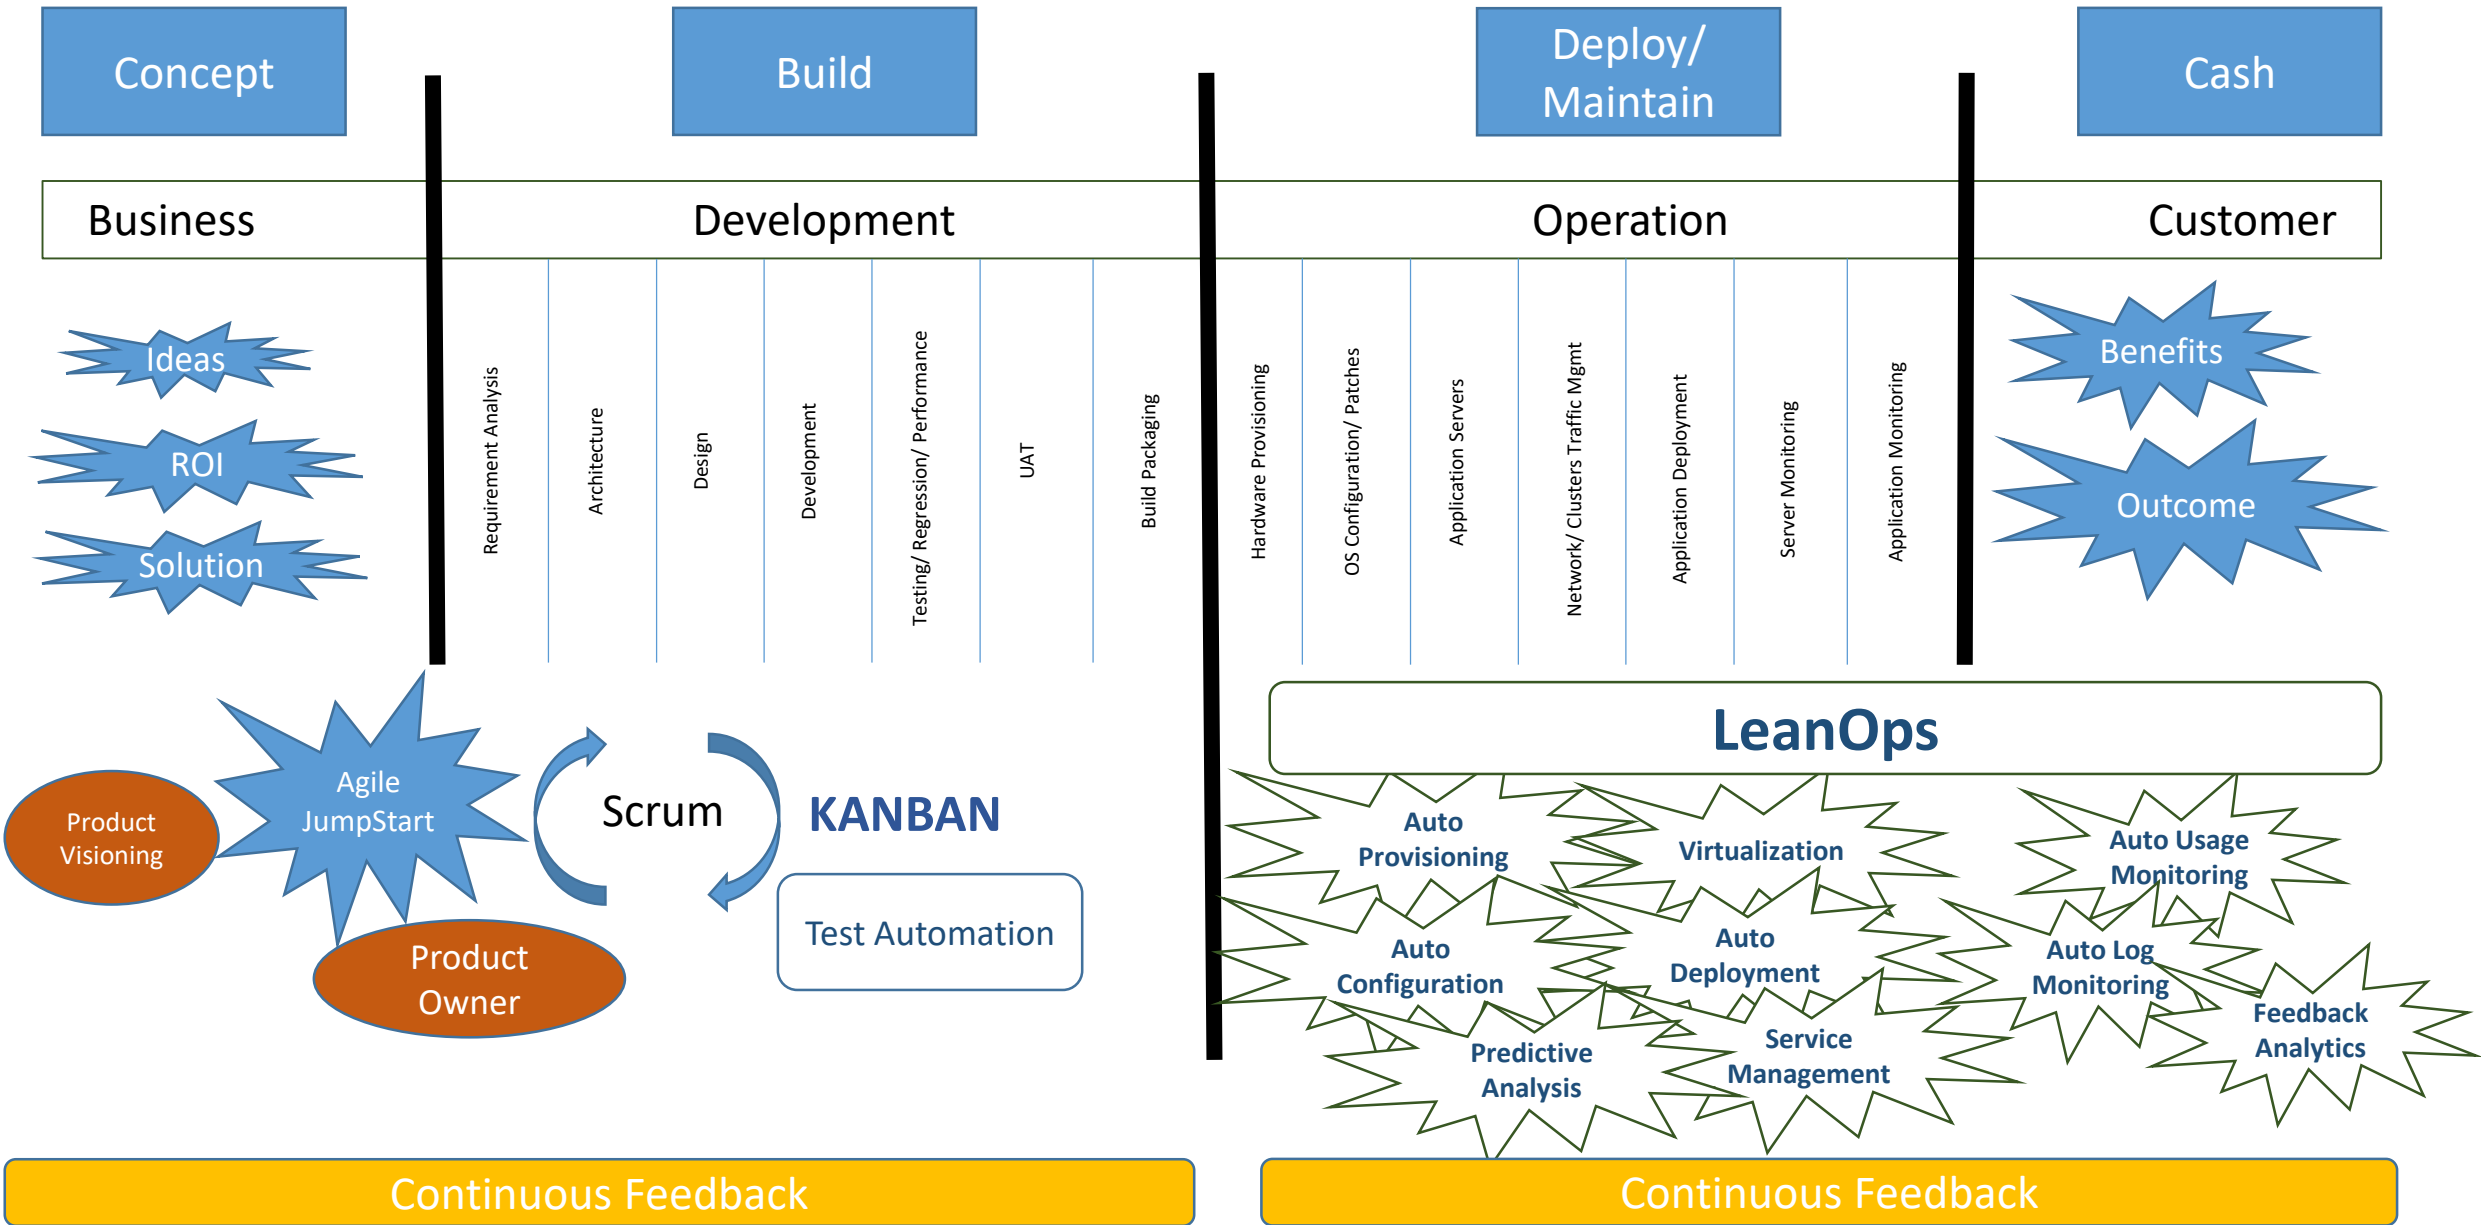 Concept
Build
Deploy/
Maintain
Cash
Business
Development
Operation
Customer
Ideas
ROI
Solution
Requirement Analysis
Architecture
Design
Development
Testing/ Regression/ Performance
UAT
Build Packaging
Hardware Provisioning
OS Configuration/ Patches
Application Servers
Network/ Clusters Traffic Mgmt
Application Deployment
Server Monitoring
Application Monitoring
Benefits
Outcome
Product
Visioning
Agile
JumpStart
Product
Owner
Scrum
KANBAN
Test Automation
LeanOps
Auto
Provisioning
Virtualization
Auto Usage
Monitoring
Auto
Configuration
Auto
Deployment
Auto Log
Monitoring
Predictive
Analysis
Service
Management
Feedback
Analytics
Continuous Feedback
Continuous Feedback